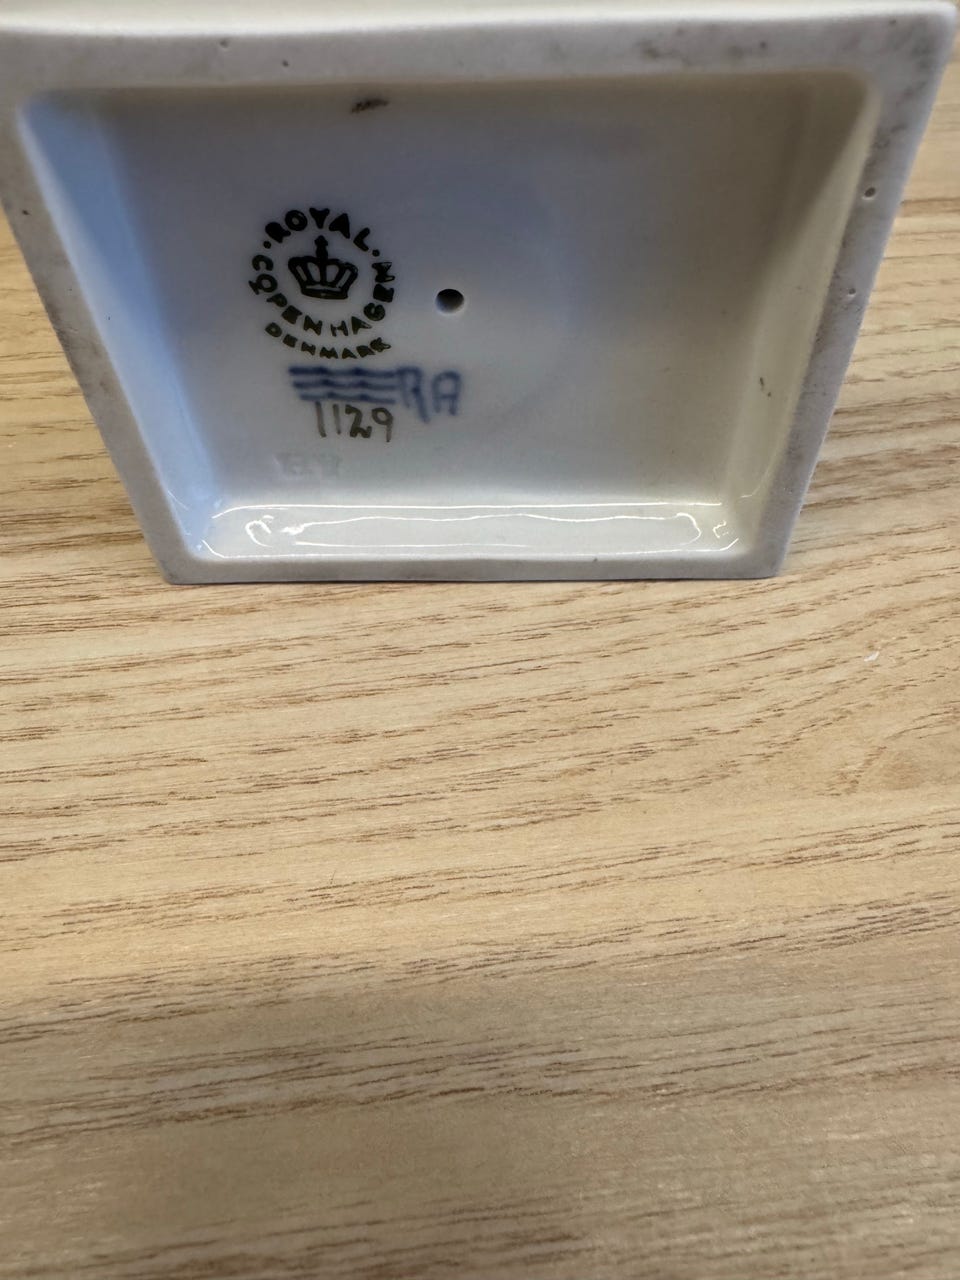 ROYAL
COPENHAGEN
DENMARK
RA
1129